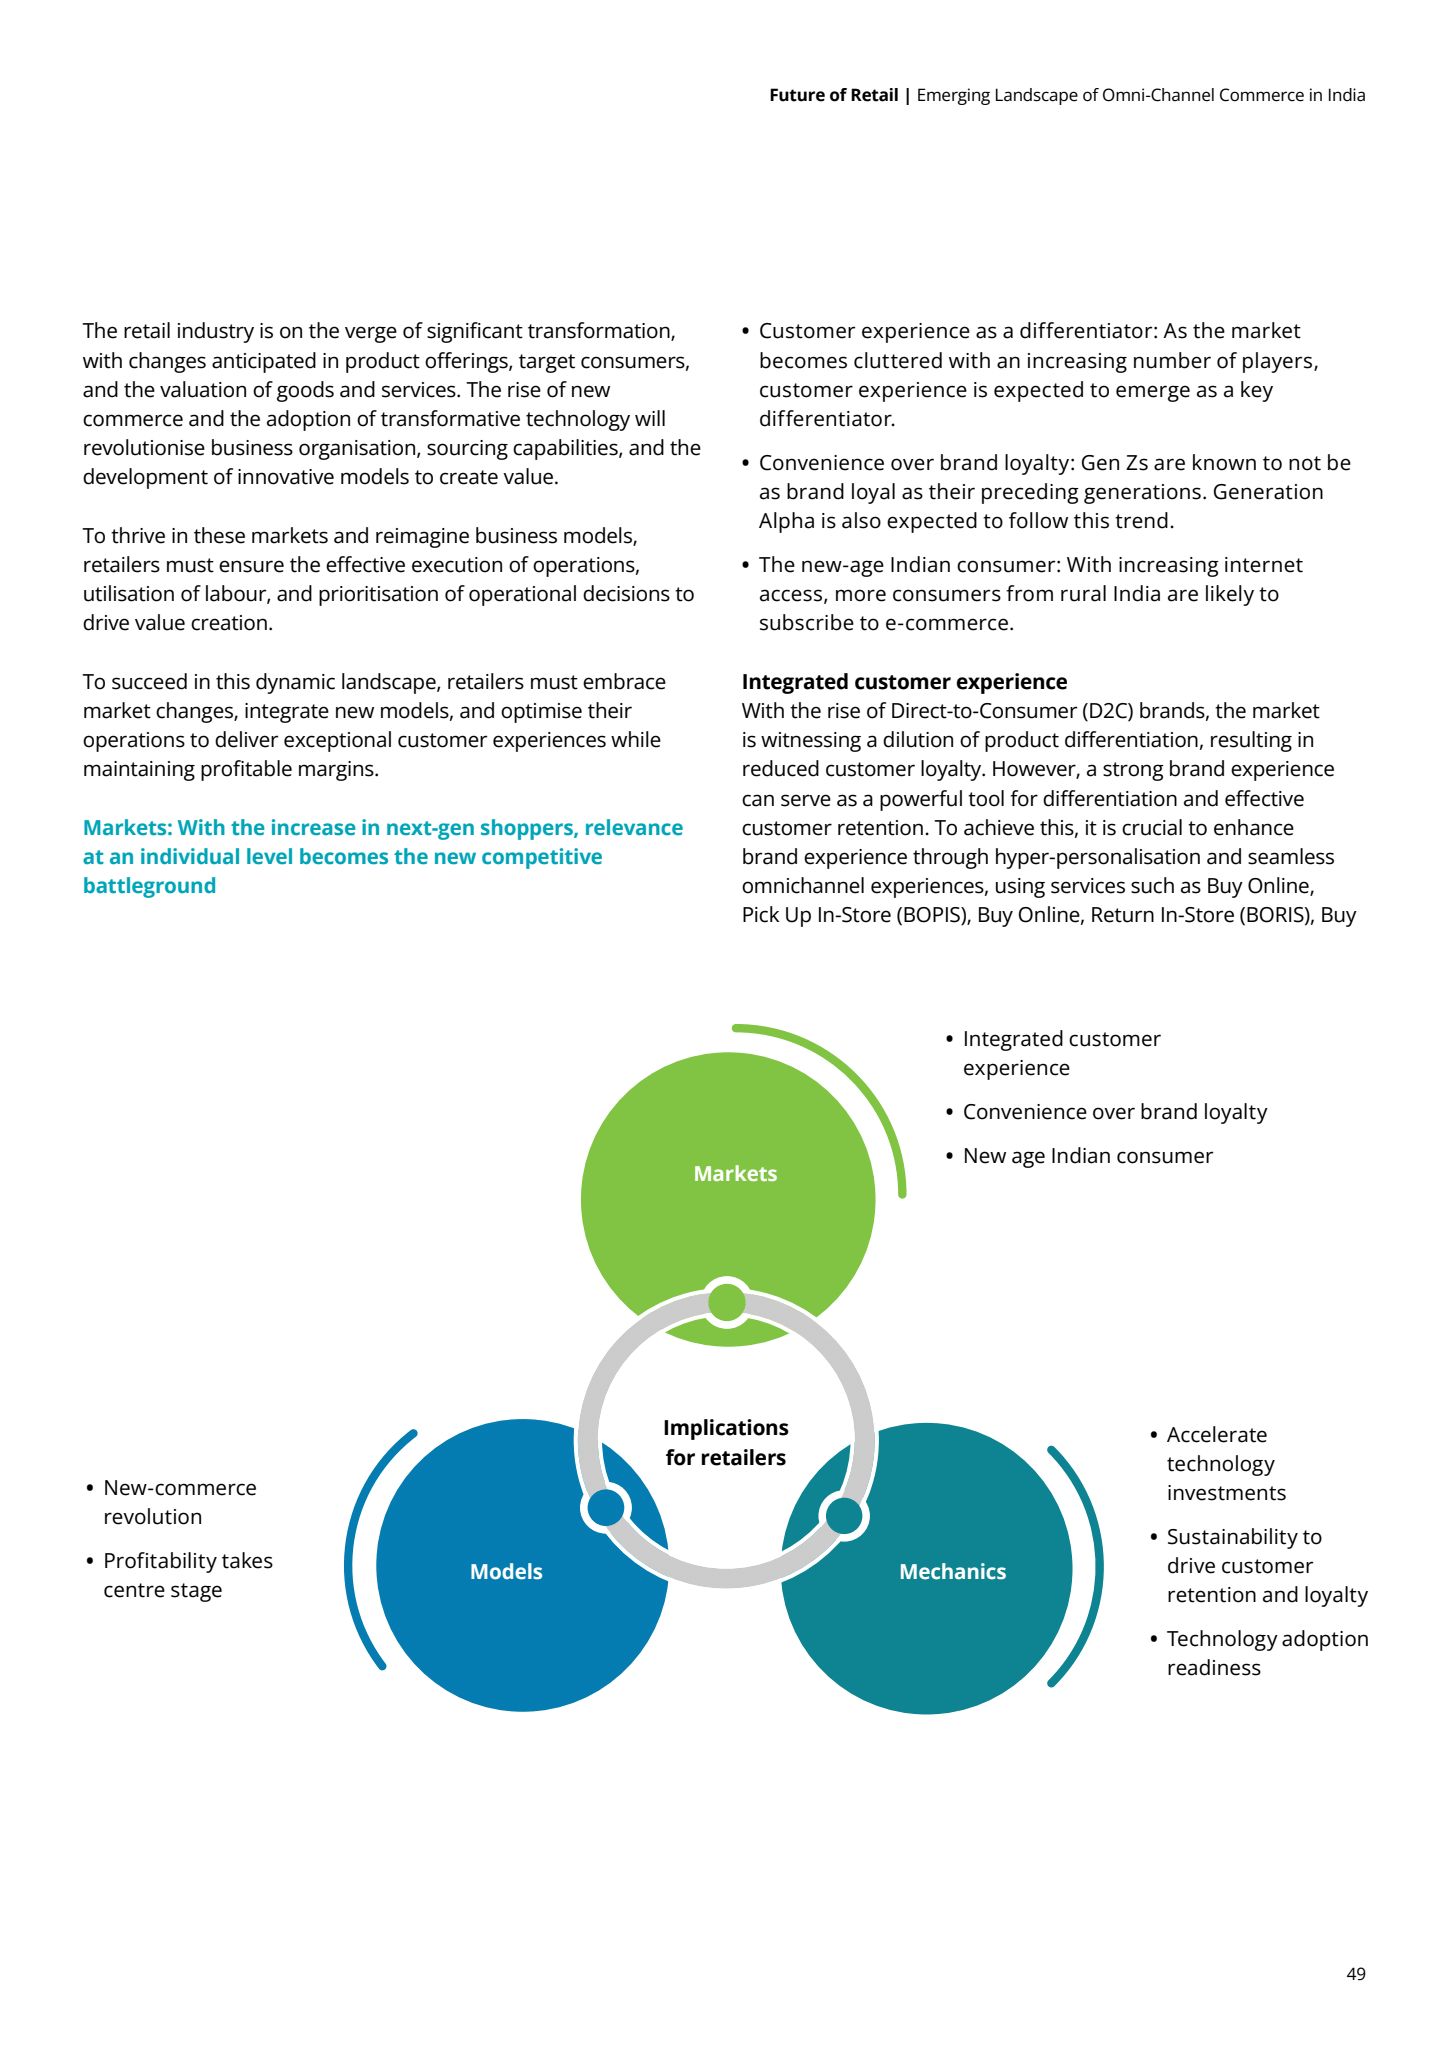 Future of Retail | Emerging Landscape of Omni-Channel Commerce in India
The retail industry is on the verge of significant transformation,
with changes anticipated in product offerings, target consumers,
and the valuation of goods and services. The rise of new
commerce and the adoption of transformative technology will
revolutionise business organisation, sourcing capabilities, and the
development of innovative models to create value.
To thrive in these markets and reimagine business models,
retailers must ensure the effective execution of operations,
utilisation of labour, and prioritisation of operational decisions to
drive value creation.
To succeed in this dynamic landscape, retailers must embrace
market changes, integrate new models, and optimise their
operations to deliver exceptional customer experiences while
maintaining profitable margins.
Markets: With the increase in next-gen shoppers, relevance
at an individual level becomes the new competitive
battleground
• Customer experience as a differentiator: As the market
becomes cluttered with an increasing number of players,
customer experience is expected to emerge as a key
differentiator.
• Convenience over brand loyalty: Gen Zs are known to not be
as brand loyal as their preceding generations. Generation
Alpha is also expected to follow this trend.
• The new-age Indian consumer: With increasing internet
access, more consumers from rural India are likely to
subscribe to e-commerce.
Integrated customer experience
With the rise of Direct-to-Consumer (D2C) brands, the market
is witnessing a dilution of product differentiation, resulting in
reduced customer loyalty. However, a strong brand experience
can serve as a powerful tool for differentiation and effective
customer retention. To achieve this, it is crucial to enhance
brand experience through hyper-personalisation and seamless
omnichannel experiences, using services such as Buy Online,
Pick Up In-Store (BOPIS), Buy Online, Return In-Store (BORIS), Buy
• Integrated customer
experience
• Convenience over brand loyalty
• New age Indian consumer
Markets
Implications
for retailers
• New-commerce
revolution
• Profitability takes
centre stage
Models
Mechanics
• Accelerate
technology
investments
• Sustainability to
drive customer
retention and loyalty
• Technology adoption
readiness
49